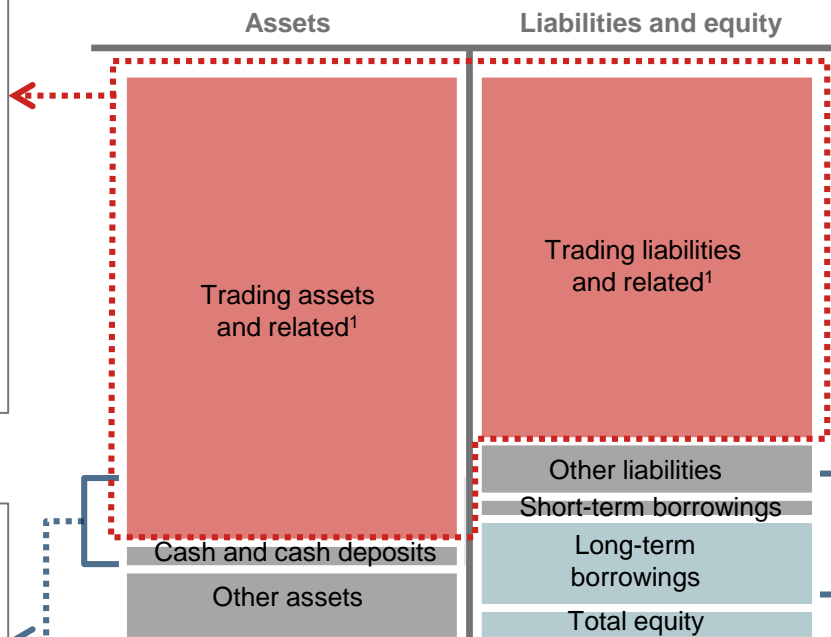 Assets
Liabilities and equity
Trading assets
and related¹
Trading liabilities
and related¹
Cash and cash deposits
Other assets
Other liabilities
Short-term borrowings
Long-term
borrowings
Total equity